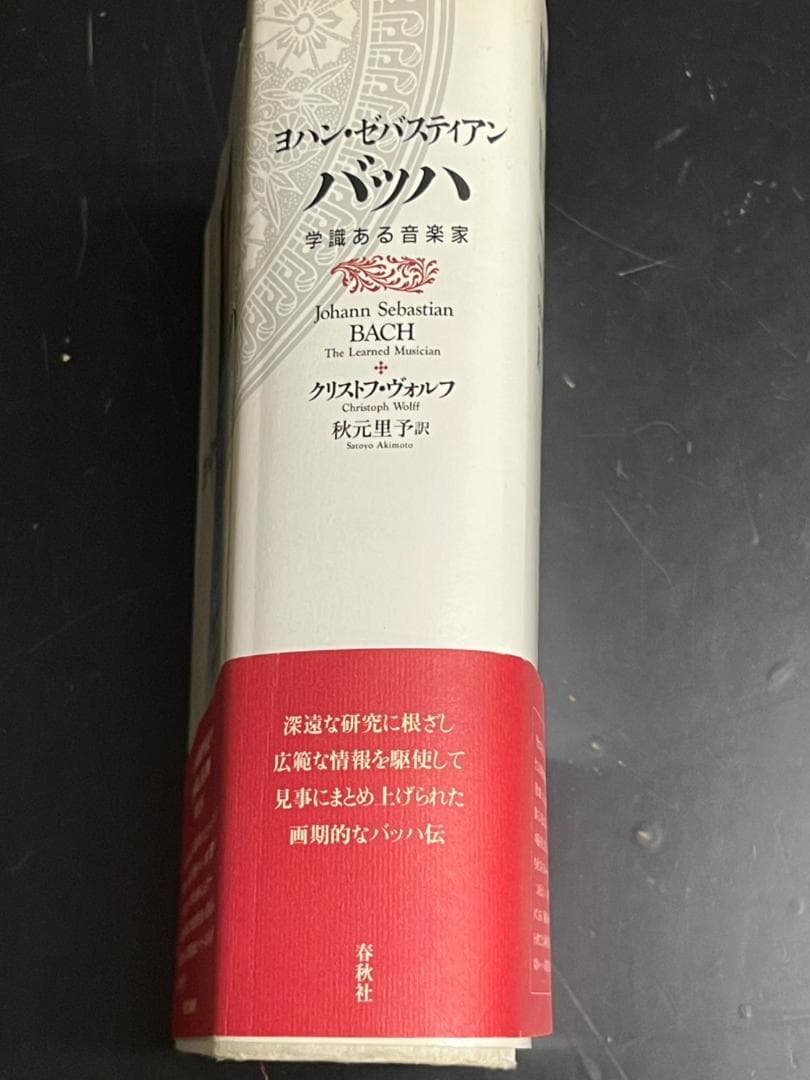 ヨハン・ゼバスティアン
バッハ
学識ある音楽家
Johann Sebastian
BACH
The Learned Musician
クリストフ・ヴォルフ
Christoph Wolff
秋元里予訳
Satoyo Akimoto
深遠な研究に根ざし
広範な情報を駆使して
見事にまとめ上げられた
画期的なバッハ伝
春秋社